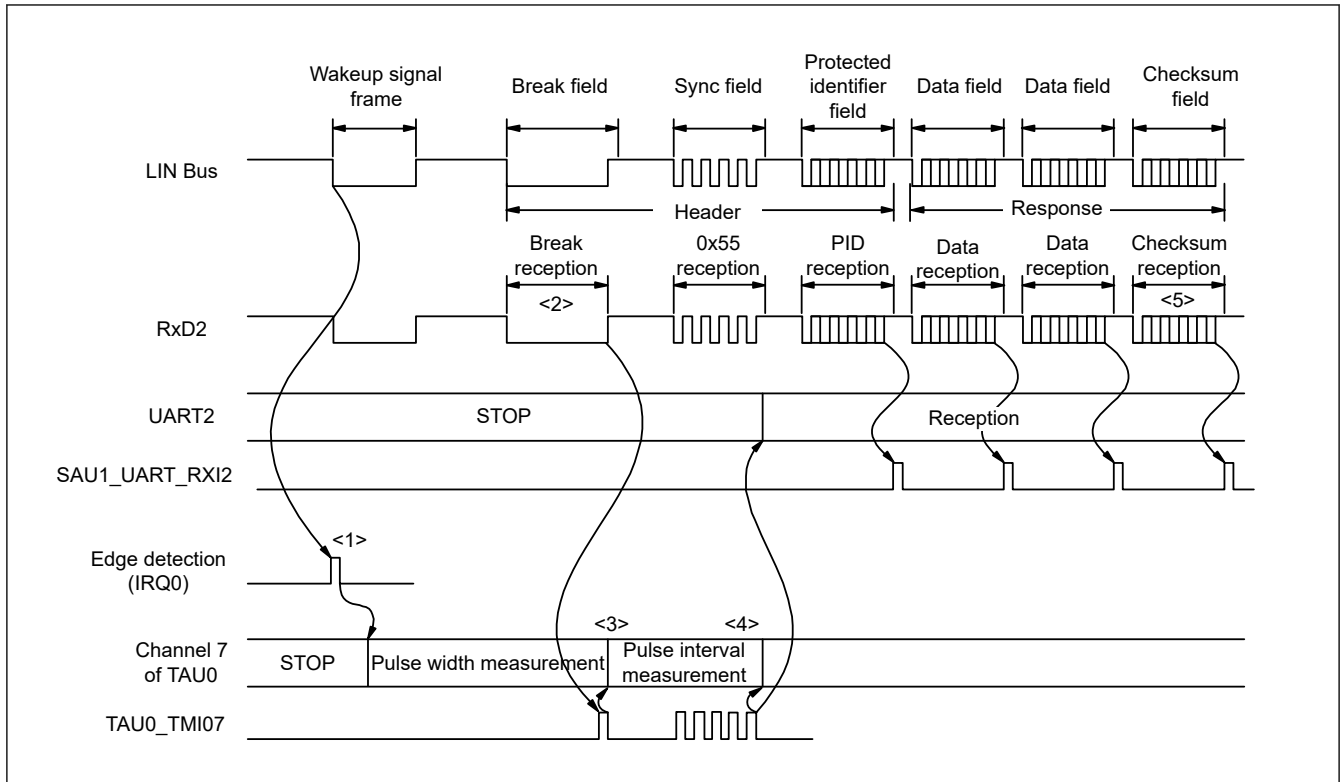 Wakeup signal
frame
Break field
Sync field
Protected
identifier
field
Data field
Data field
Checksum
field
LIN Bus
Header
Response
Break
reception
0x55
reception
PID
reception
Data
reception
Data
reception
Checksum
reception
<2>
<5>
RxD2
UART2
STOP
Reception
SAU1_UART_RXI2
<1>
Edge detection
(IRQ0)
<3>
<4>
Channel 7
of TAU0
STOP
Pulse width measurement
Pulse interval
measurement
TAU0_TMI07